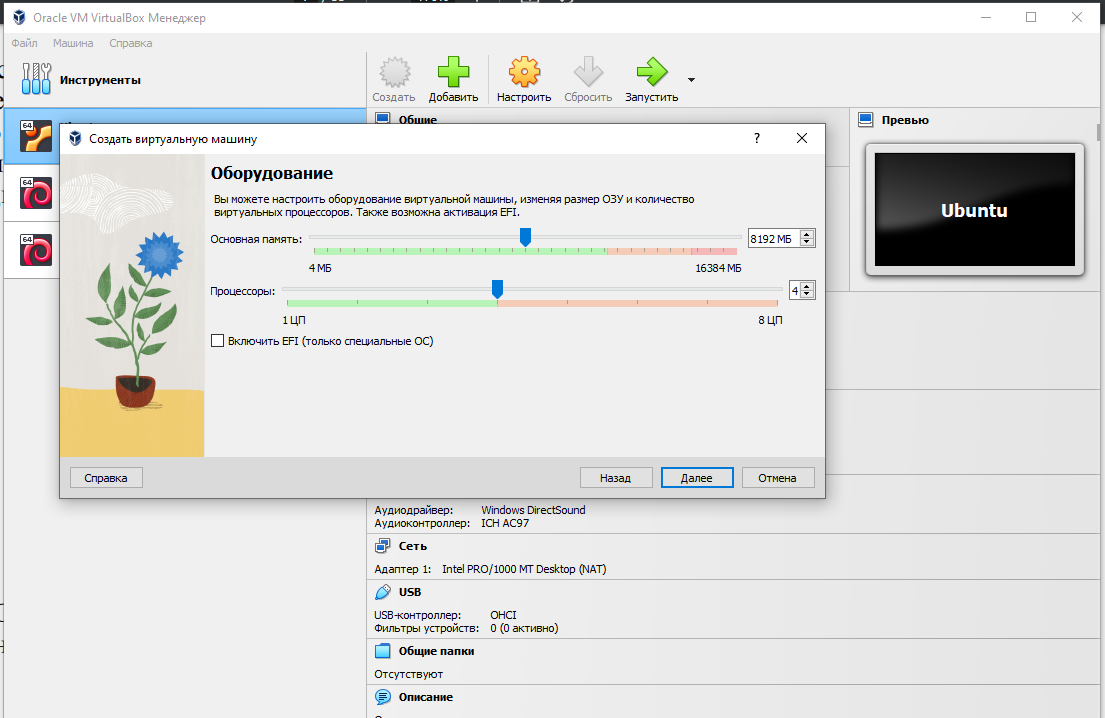 Oracle VM VirtualBox Менеджер
Файл Машина Справка
Инструменты
Создать Добавить Настроить Сбросить Запустить
64
64
64
Общие
Превью
Ubuntu
Создать виртуальную машину
?
Оборудование
Вы можете настроить оборудование виртуальной машины, изменяя размер ОЗУ и количество
виртуальных процессоров. Также возможна активация EFI.
Основная память: 8192 МБ
4 МБ 16384 МБ
Процессоры: 4
1 ЦП 8 ЦП
Включить EFI (только специальные ОС)
Справка Назад Далее Отмена
Аудиодрайвер: Windows DirectSound
Аудиоконтроллер: ICH AC97
Сеть
Адаптер 1: Intel PRO/1000 MT Desktop (NAT)
USB
USB-контроллер: OHCI
Фильтры устройств: 0 (0 активно)
Общие папки
Отсутствуют
Описание